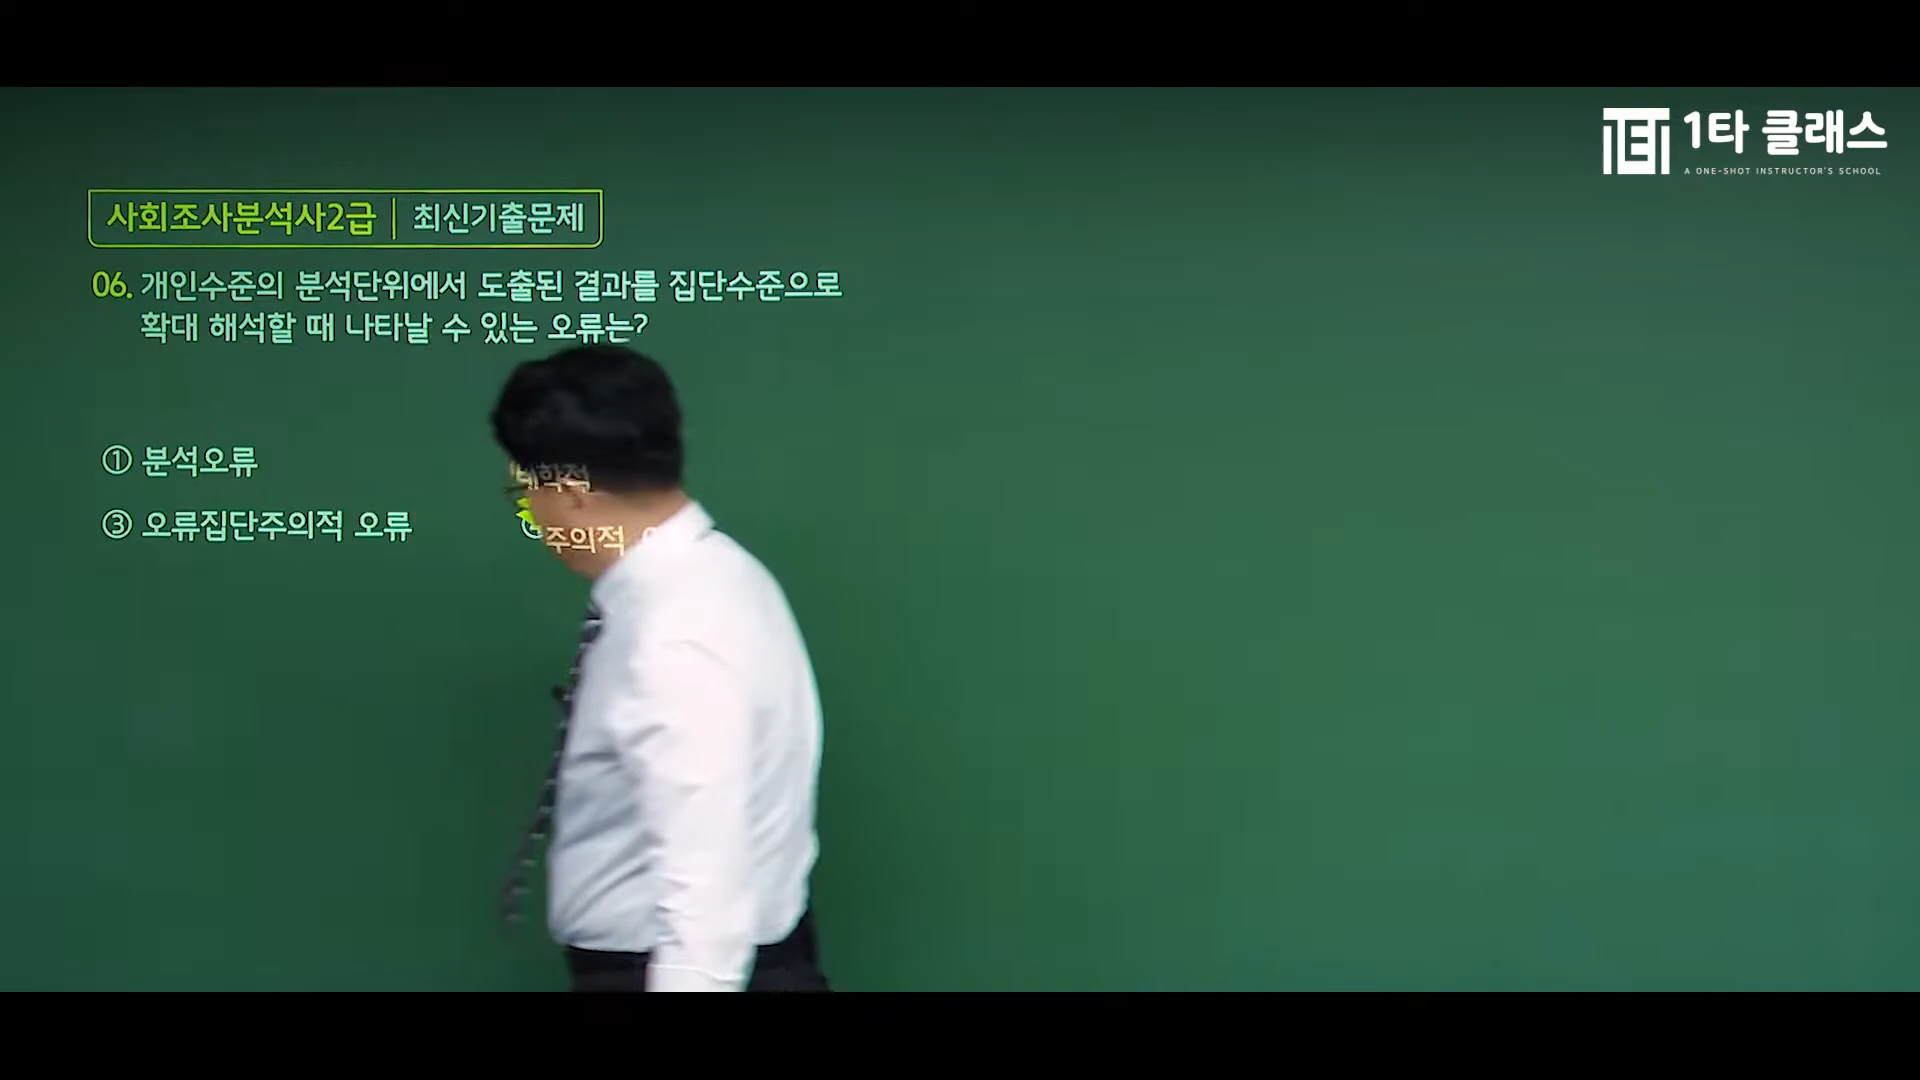 1타 클래스
A ONE-SHOT INSTRUCTOR'S SCHOOL
사회조사분석사2급 | 최신기출문제
06. 개인수준의 분석단위에서 도출된 결과를 집단수준으로
확대 해석할 때 나타날 수 있는 오류는?
① 분석오류
③ 오류집단주의적 오류 주의적